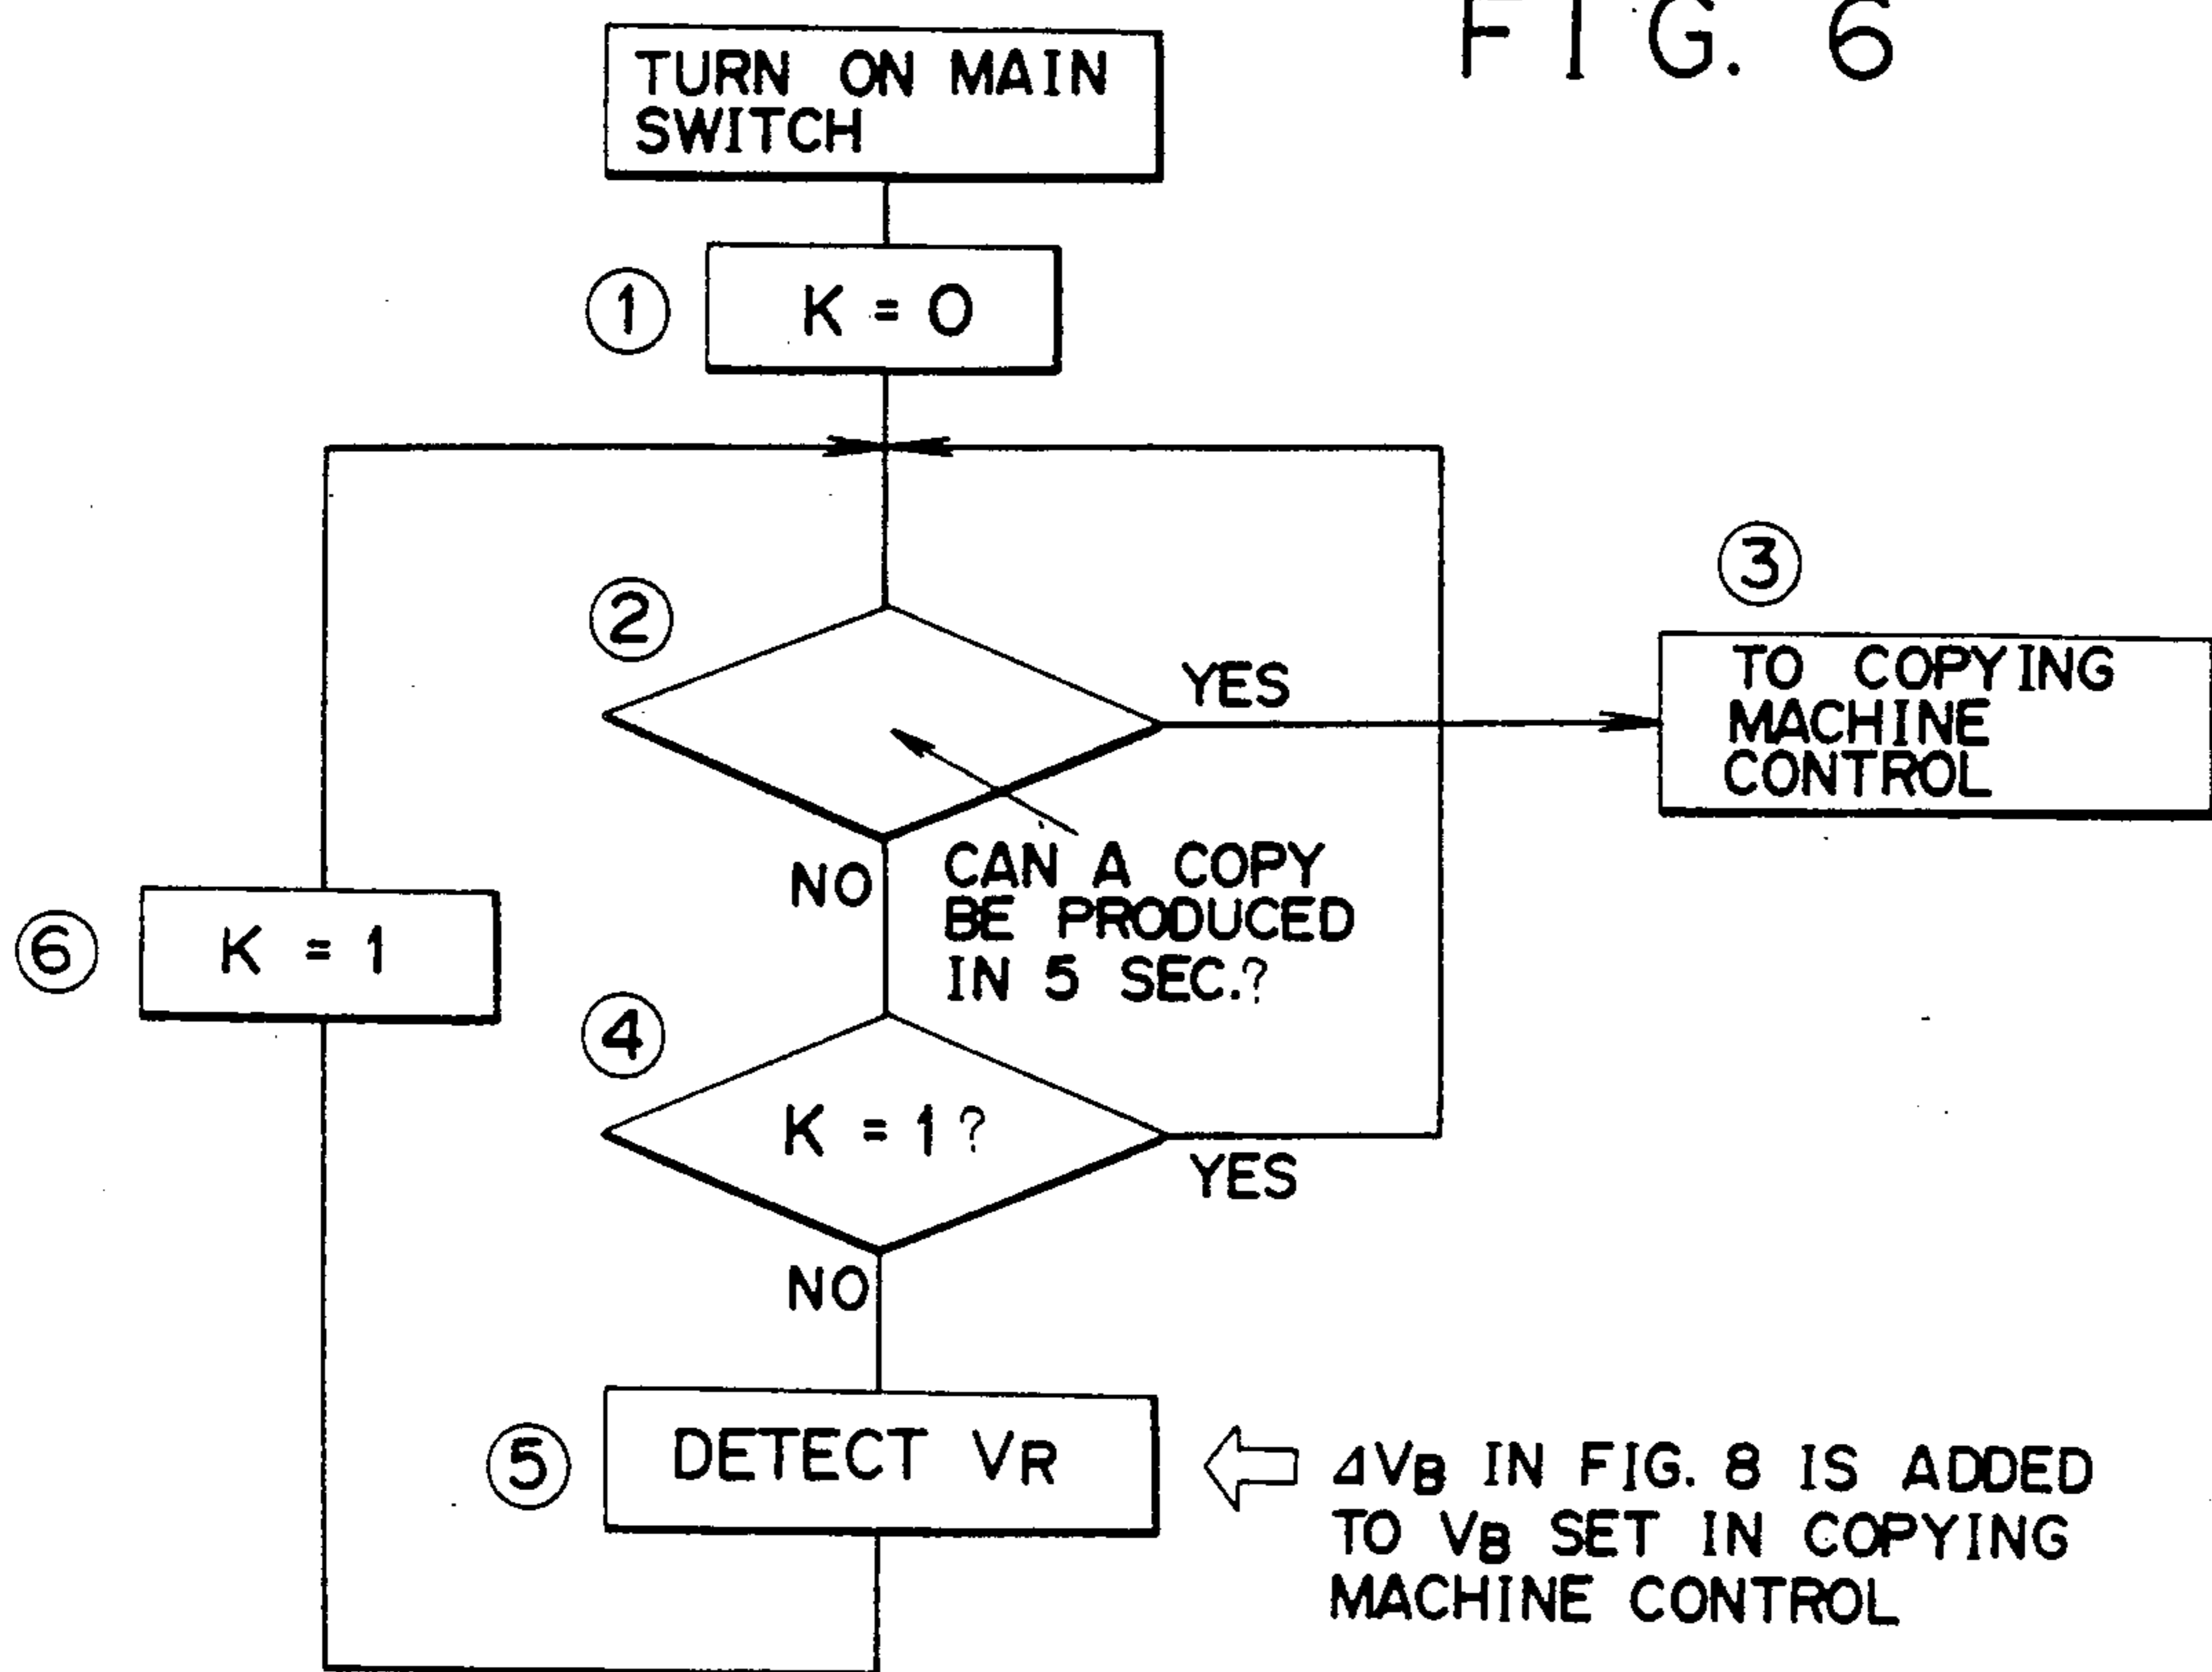 FIG. 6
TURN ON MAIN
SWITCH
① K = 0
②
YES
③
TO COPYING
MACHINE
CONTROL
NO
CAN A COPY
BE PRODUCED
IN 5 SEC.?
⑥ K = 1
④
K = 1?
YES
NO
⑤ DETECT VR
⊿VB IN FIG. 8 IS ADDED
TO VB SET IN COPYING
MACHINE CONTROL